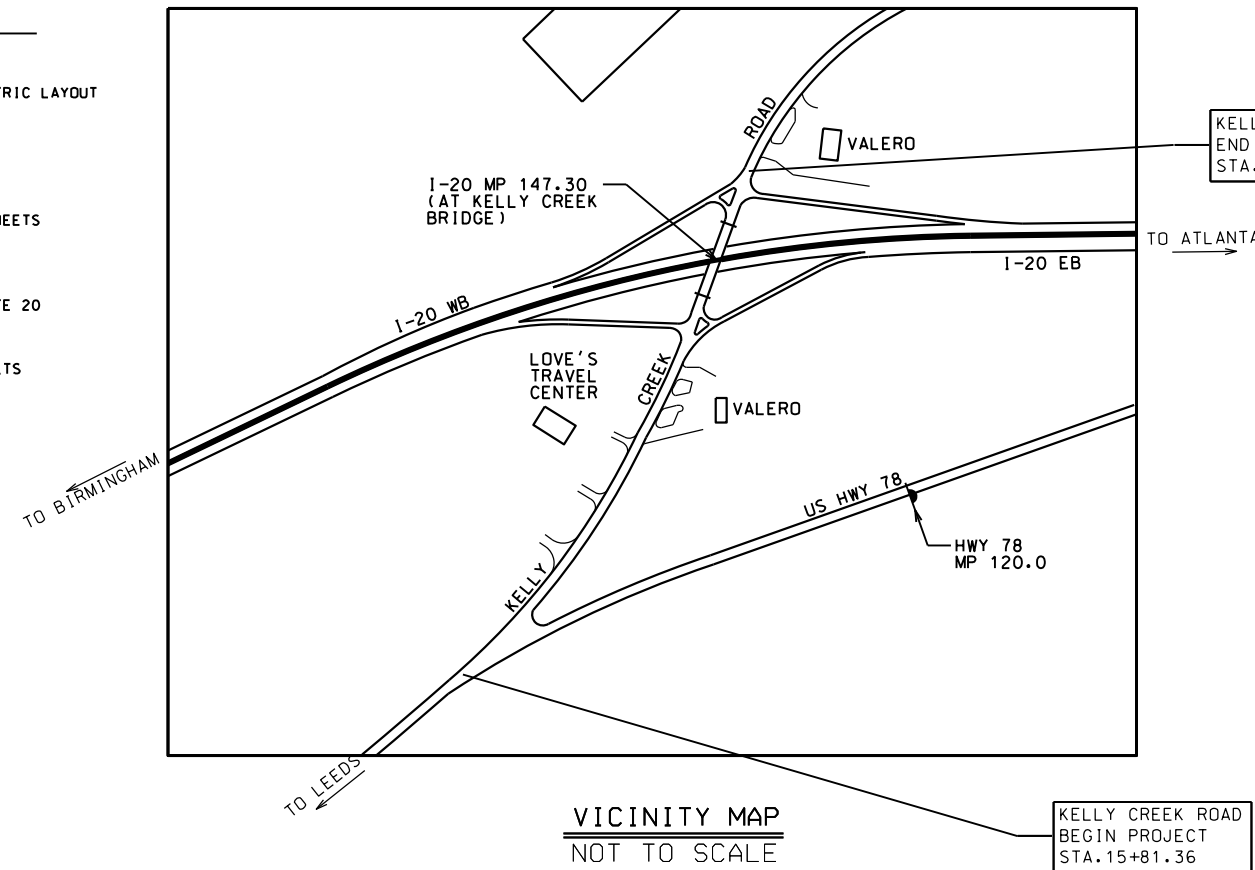 RIC LAYOUT
EETS
E 20
TS
ROAD
VALERO
KELL
END
STA.
I-20 MP 147.30
(AT KELLY CREEK
BRIDGE)
TO ATLANTA
I-20 EB
I-20 WB
LOVE'S
TRAVEL
CENTER
CREEK
VALERO
TO BIRMINGHAM
US HWY 78
HWY 78
MP 120.0
KELLY
TO LEEDS
VICINITY MAP
NOT TO SCALE
KELLY CREEK ROAD
BEGIN PROJECT
STA.15+81.36